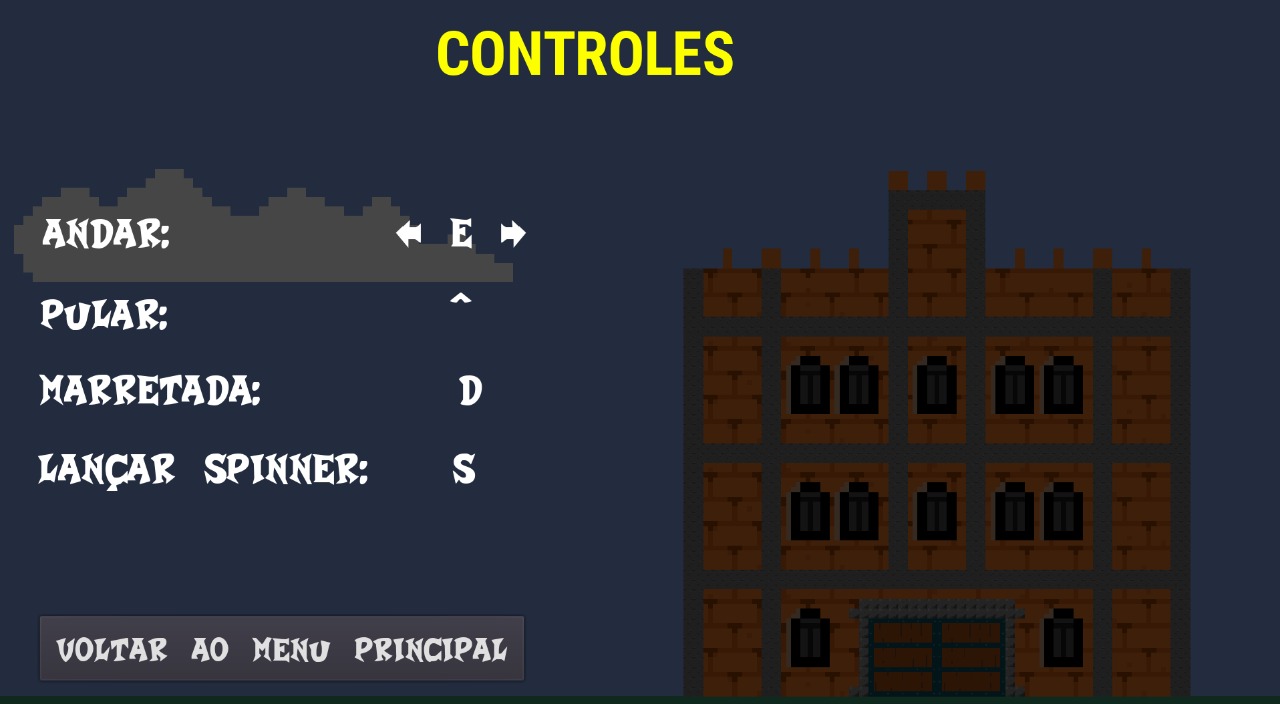 CONTROLES
ANDAR: 🡄 E 🡆
PULAR: ^
MARRETADA: D
LANÇAR SPINNER: S
VOLTAR AO MENU PRINCIPAL